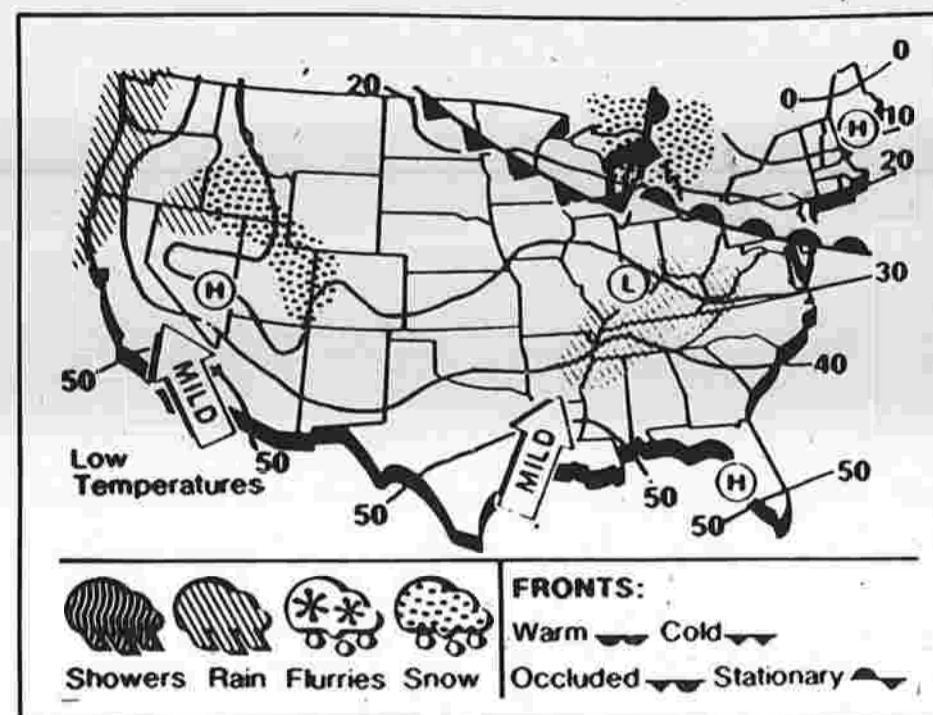 0
20
0
H
10
20
H
L
30
50
MILD
40
50
MILD
H
50
50
50
50
Low
Temperatures
Showers Rain Flurries Snow
FRONTS:
Warm Cold
Occluded Stationary